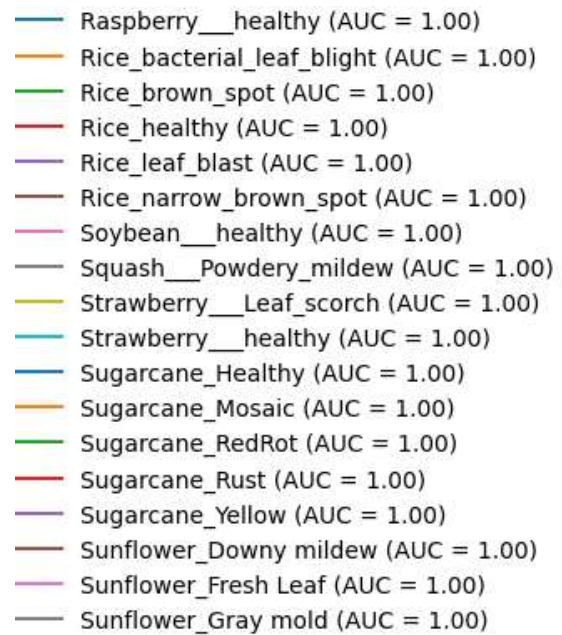 Raspberry___healthy (AUC = 1.00)
Rice_bacterial_leaf_blight (AUC = 1.00)
Rice_brown_spot (AUC = 1.00)
Rice_healthy (AUC = 1.00)
Rice_leaf_blast (AUC = 1.00)
Rice_narrow_brown_spot (AUC = 1.00)
Soybean___healthy (AUC = 1.00)
Squash___Powdery_mildew (AUC = 1.00)
Strawberry___Leaf_scorch (AUC = 1.00)
Strawberry___healthy (AUC = 1.00)
Sugarcane_Healthy (AUC = 1.00)
Sugarcane_Mosaic (AUC = 1.00)
Sugarcane_RedRot (AUC = 1.00)
Sugarcane_Rust (AUC = 1.00)
Sugarcane_Yellow (AUC = 1.00)
Sunflower_Downy mildew (AUC = 1.00)
Sunflower_Fresh Leaf (AUC = 1.00)
Sunflower_Gray mold (AUC = 1.00)